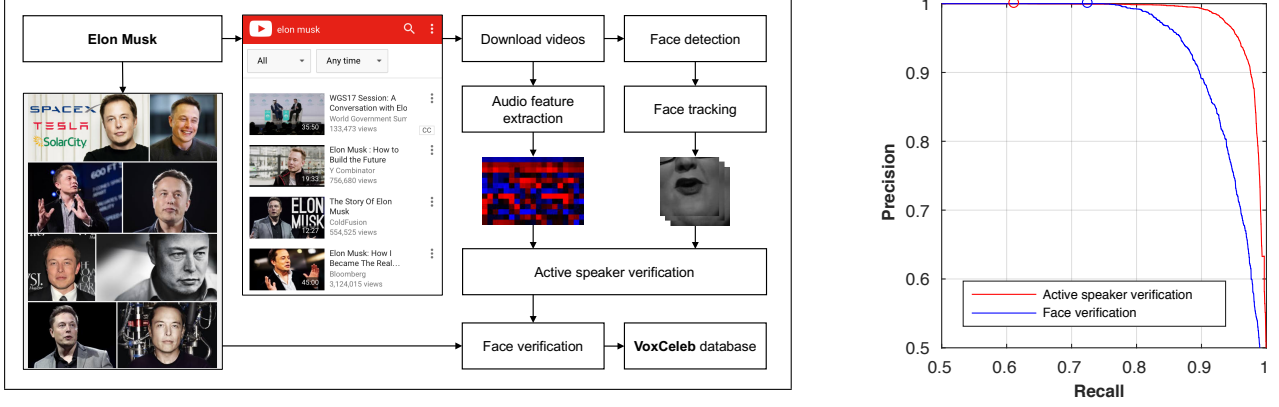 Elon Musk
SPACEX
TESLA
SolarCity
600 FT
elon musk
All
Any time
WGS17 Session: A
Conversation with Elo
World Government Sum
133,473 views
CC
35:50
Elon Musk : How to
Build the Future
Y Combinator
756,680 views
19:33
The Story Of Elon
Musk
ColdFusion
554,525 views
ELON
MUSK
12:27
Elon Musk: How I
Became The Real...
Bloomberg
3,124,015 views
45:00
Download videos
Face detection
Audio feature
extraction
Face tracking
Active speaker verification
Face verification
VoxCeleb database
Precision
1
0.9
0.8
0.7
0.6
0.5
Active speaker verification
Face verification
0.5 0.6 0.7 0.8 0.9 1
Recall